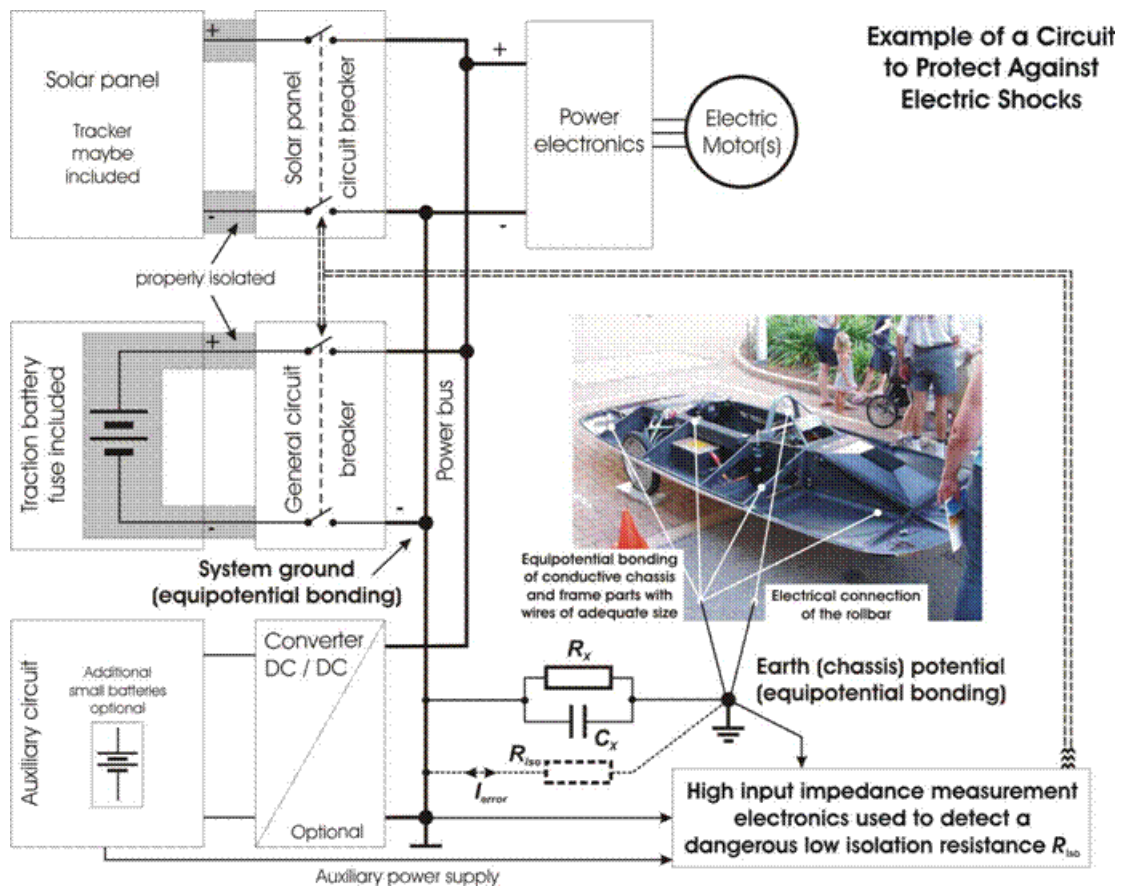 Example of a Circuit
to Protect Against
Electric Shocks
Solar panel
Tracker
maybe
included
+
-
Solar panel
circuit breaker
+
-
Power
electronics
Electric
Motor(s)
properly isolated
Traction battery
fuse included
+
-
General circuit
breaker
Power bus
-
System ground
(equipotential bonding)
Equipotential bonding
of conductive chassis
and frame parts with
wires of adequate size
Electrical connection
of the rollbar
Auxiliary circuit
Additional
small batteries
optional
Converter
DC / DC
Optional
Rx
Cx
Riso
Ierror
Earth (chassis) potential
(equipotential bonding)
High input impedance measurement
electronics used to detect a
dangerous low isolation resistance Riso
Auxiliary power supply